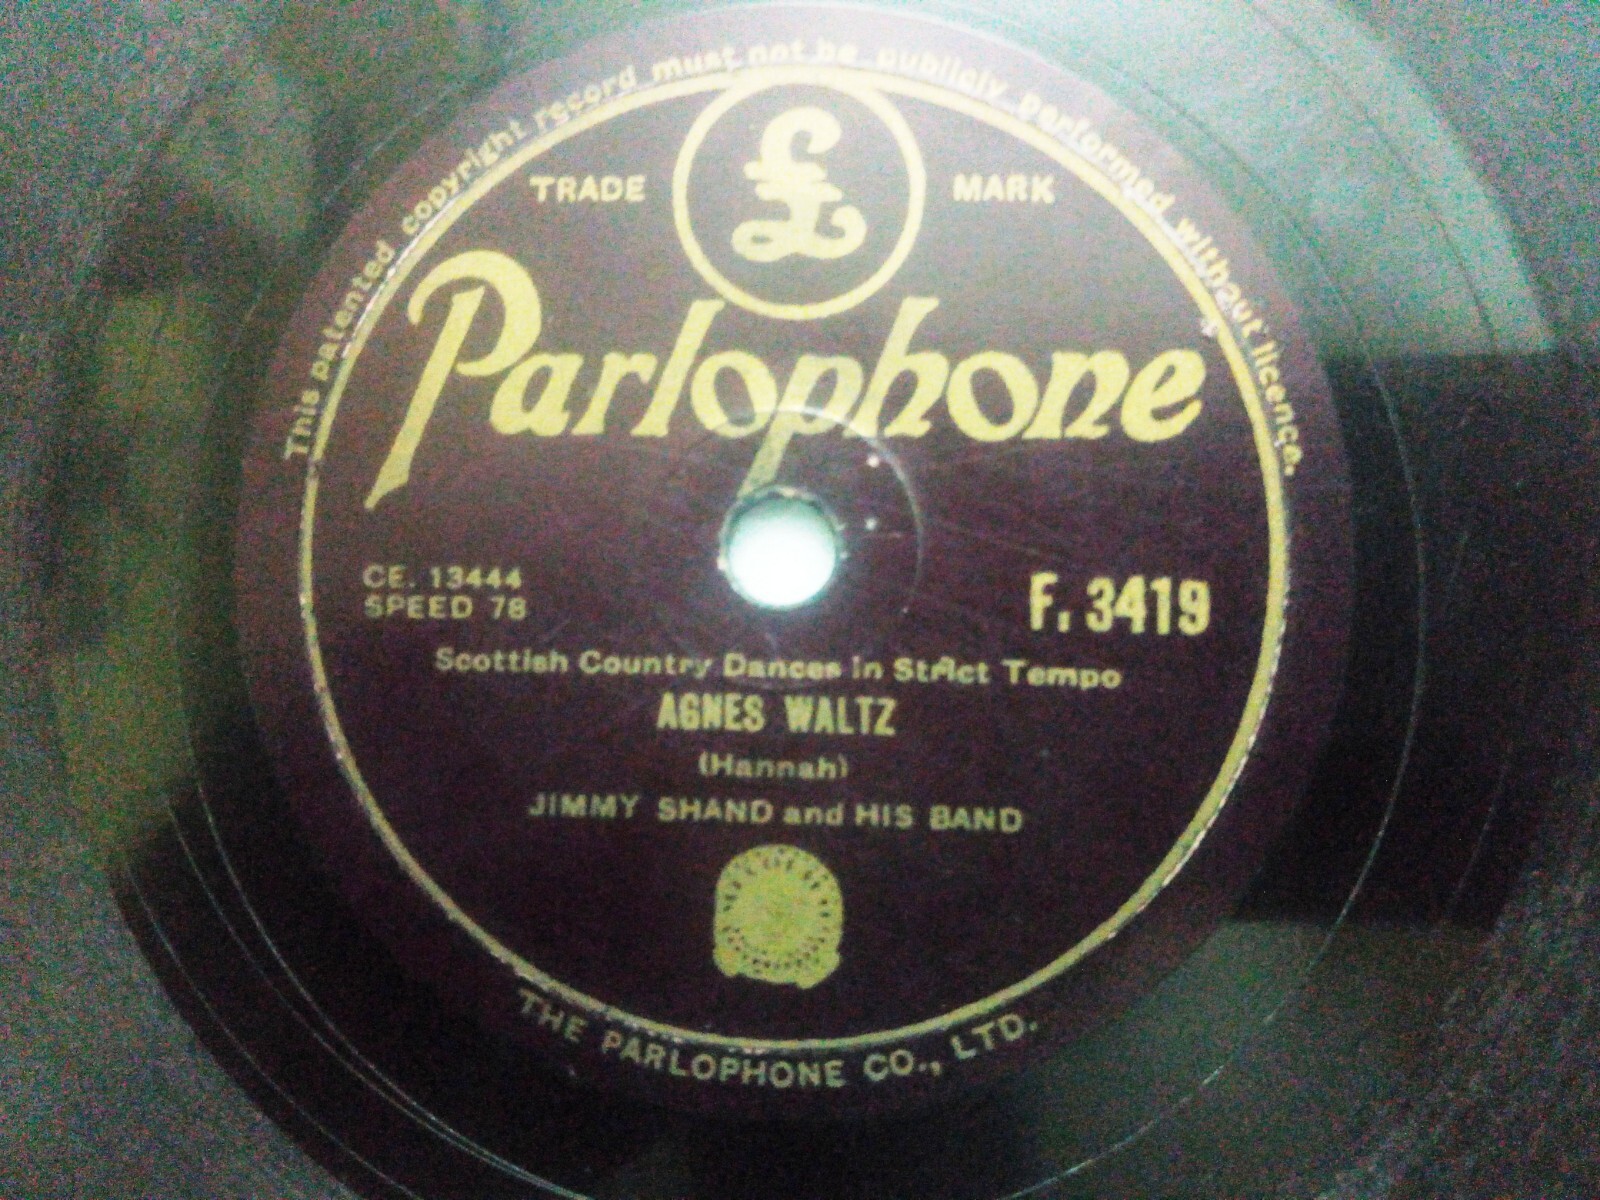 This patented copyright record must not be publicly performed without licence.
TRADE £ MARK
Parlophone
CE. 13444
SPEED 78
F. 3419
Scottish Country Dances in Strict Tempo
AGNES WALTZ
(Hannah)
JIMMY SHAND and HIS BAND
THE PARLOPHONE CO., LTD.